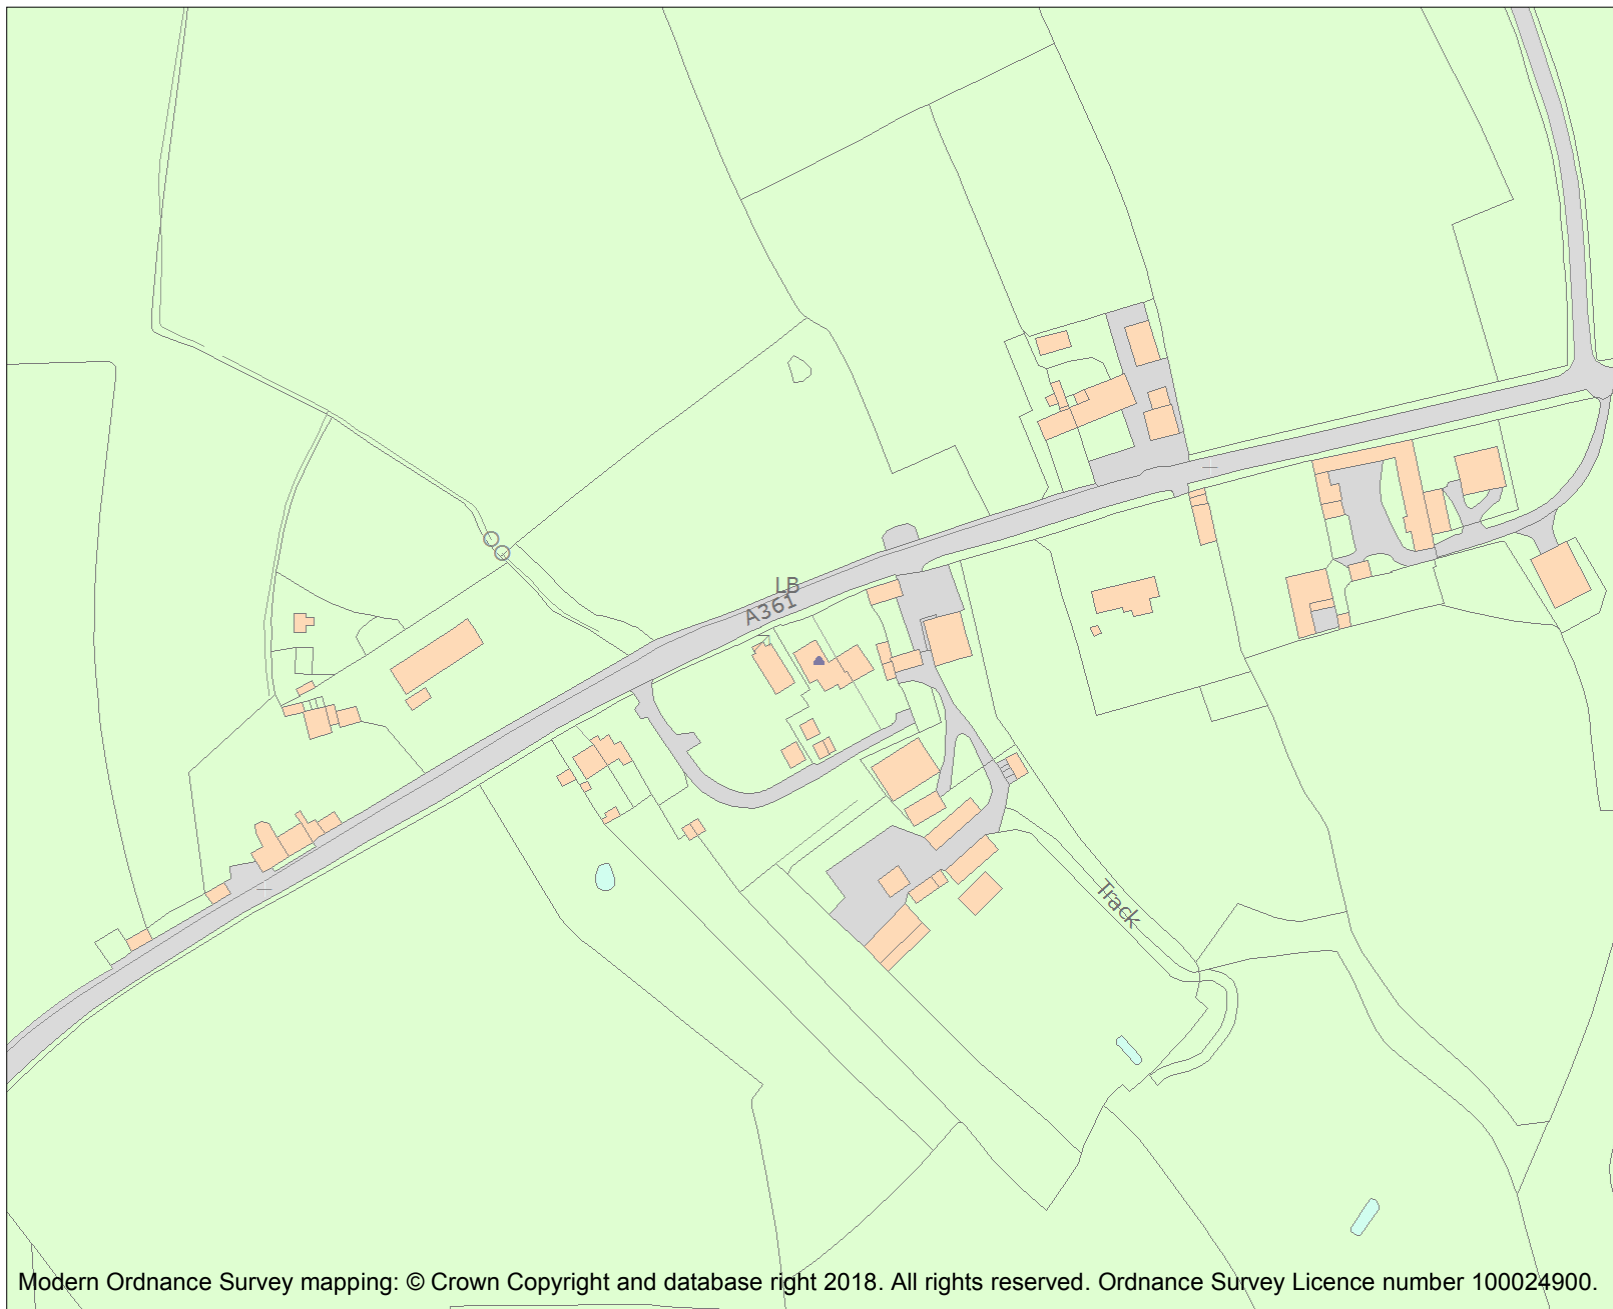 LB
A361
Track
Modern Ordnance Survey mapping: © Crown Copyright and database right 2018. All rights reserved. Ordnance Survey Licence number 100024900.